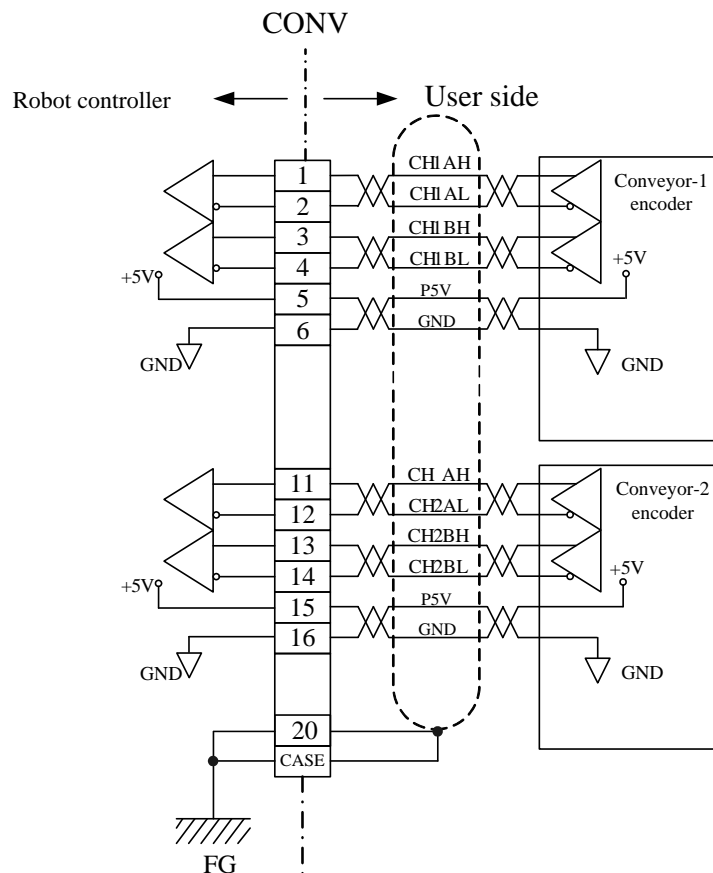 CONV
Robot controller
User side
1
CH1AH
Conveyor-1
encoder
2
CH1AL
3
CH1BH
4
CH1BL
+5V
+5V
5
P5V
6
GND
GND
GND
11
CH AH
Conveyor-2
encoder
12
CH2AL
13
CH2BH
14
CH2BL
+5V
+5V
15
P5V
16
GND
GND
GND
20
CASE
FG